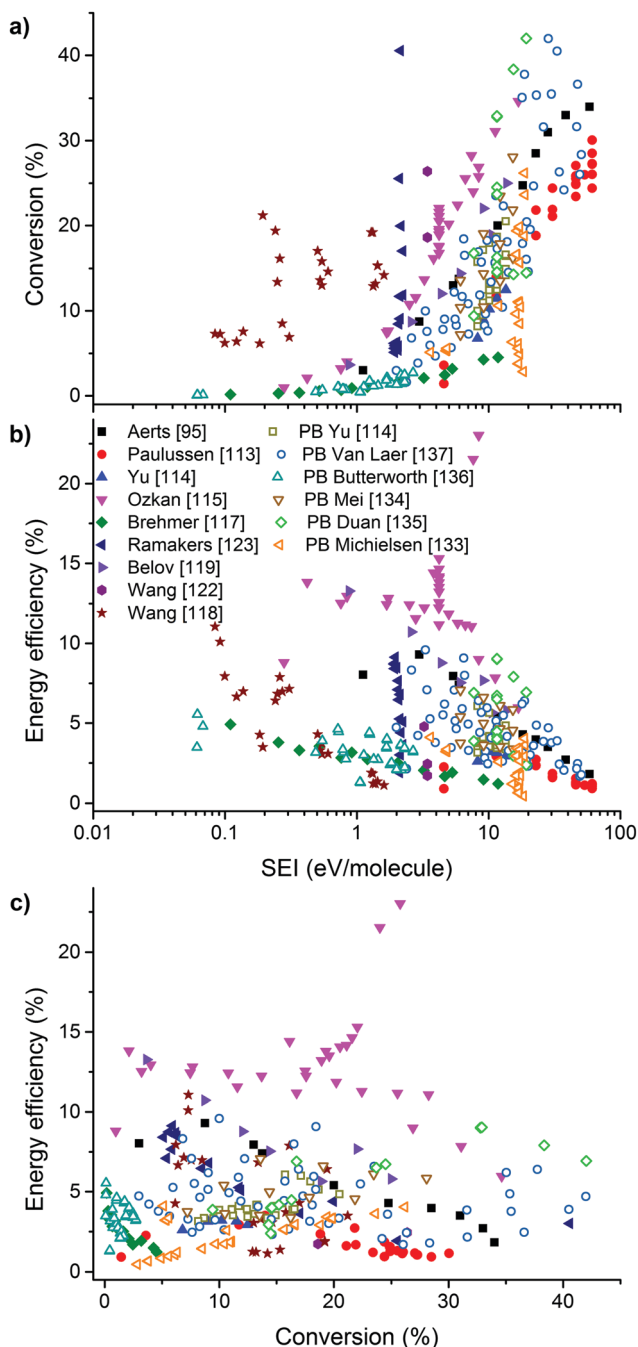 a)
40
30
20
10
0
Conversion (%)
b)
Aerts [95]
Paulussen [113]
Yu [114]
Ozkan [115]
Brehmer [117]
Ramakers [123]
Belov [119]
Wang [122]
Wang [118]
PB Yu [114]
PB Van Laer [137]
PB Butterworth [136]
PB Mei [134]
PB Duan [135]
PB Michielsen [133]
20
15
10
5
0
Energy efficiency (%)
0.01 0.1 1 10 100
SEI (eV/molecule)
c)
20
15
10
5
0
Energy efficiency (%)
0 10 20 30 40
Conversion (%)